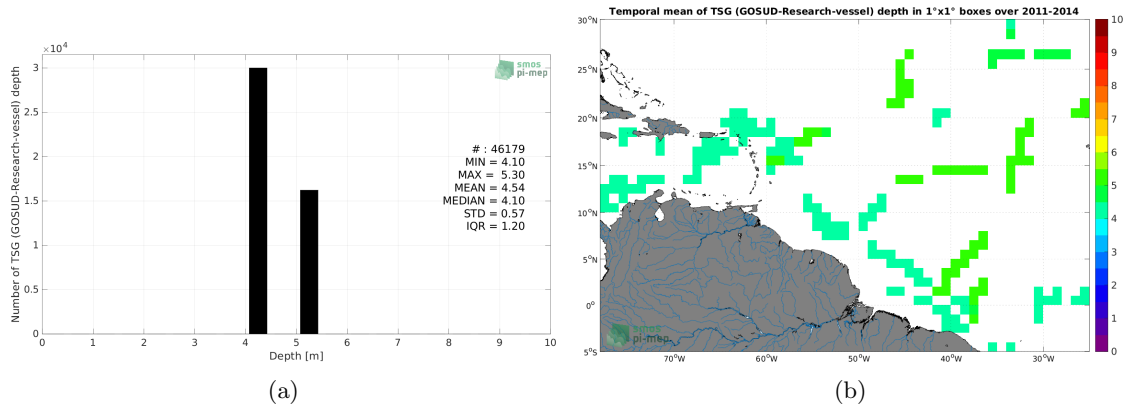 ×10⁴
3
2.5
2
1.5
1
0.5
0
0 1 2 3 4 5 6 7 8 9 10
Depth [m]
Number of TSG (GOSUD-Research-vessel) depth
smos
pi-mep
# : 46179
MIN = 4.10
MAX = 5.30
MEAN = 4.54
MEDIAN = 4.10
STD = 0.57
IQR = 1.20
(a)
Temporal mean of TSG (GOSUD-Research-vessel) depth in 1°x1° boxes over 2011-2014
30°N
25°N
20°N
15°N
10°N
5°N
0°
5°S
70°W 60°W 50°W 40°W 30°W
smos
pi-mep
10
9
8
7
6
5
4
3
2
1
0
(b)